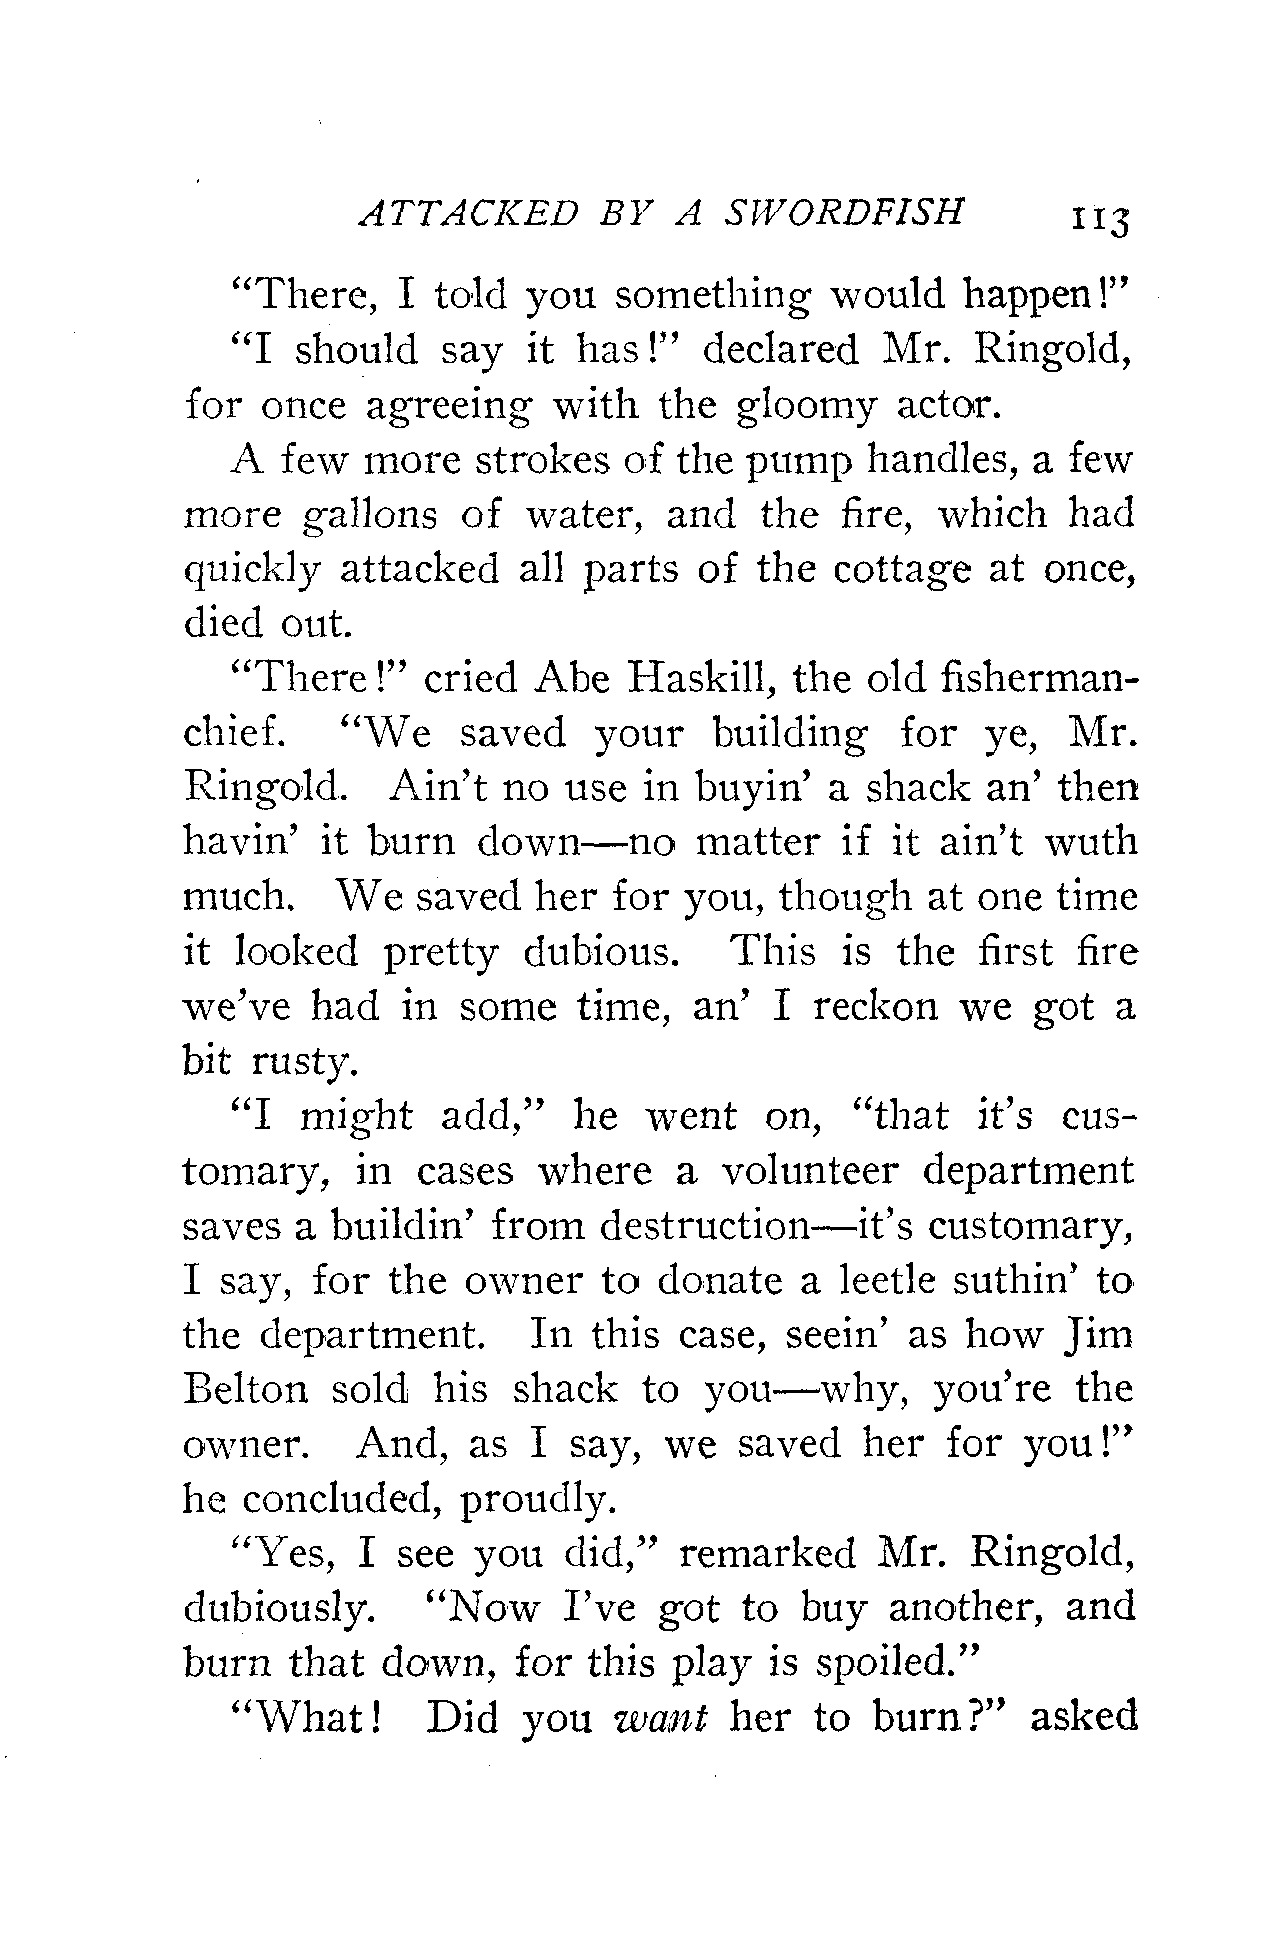 ATTACKED BY A SWORDFISH 113
“There, I told you something would happen!”
“I should say it has!” declared Mr. Ringold,
for once agreeing with the gloomy actor.
A few more strokes of the pump handles, a few
more gallons of water, and the fire, which had
quickly attacked all parts of the cottage at once,
died out.
“There!” cried Abe Haskill, the old fisherman-
chief. “We saved your building for ye, Mr.
Ringold. Ain’t no use in buyin’ a shack an’ then
havin’ it burn down—no matter if it ain’t wuth
much. We saved her for you, though at one time
it looked pretty dubious. This is the first fire
we’ve had in some time, an’ I reckon we got a
bit rusty.
“I might add,” he went on, “that it’s cus-
tomary, in cases where a volunteer department
saves a buildin’ from destruction—it’s customary,
I say, for the owner to donate a leetle suthin’ to
the department. In this case, seein’ as how Jim
Belton sold his shack to you—why, you’re the
owner. And, as I say, we saved her for you!”
he concluded, proudly.
“Yes, I see you did,” remarked Mr. Ringold,
dubiously. “Now I’ve got to buy another, and
burn that down, for this play is spoiled.”
“What! Did you want her to burn?” asked